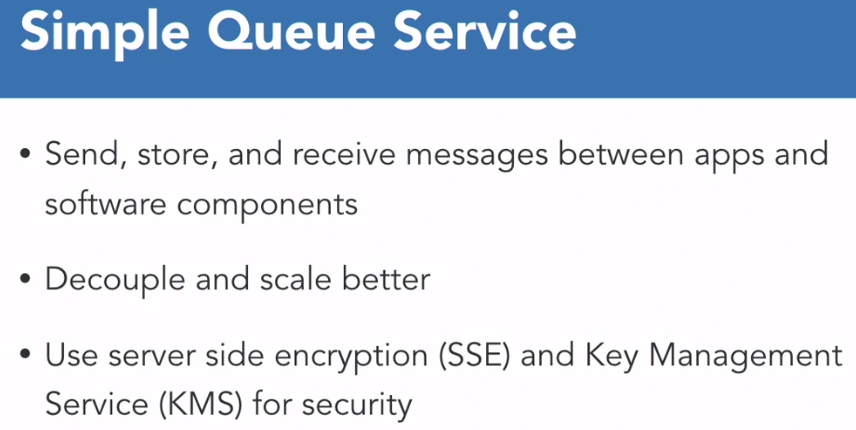 Simple Queue Service
• Send, store, and receive messages between apps and
software components
• Decouple and scale better
• Use server side encryption (SSE) and Key Management
Service (KMS) for security